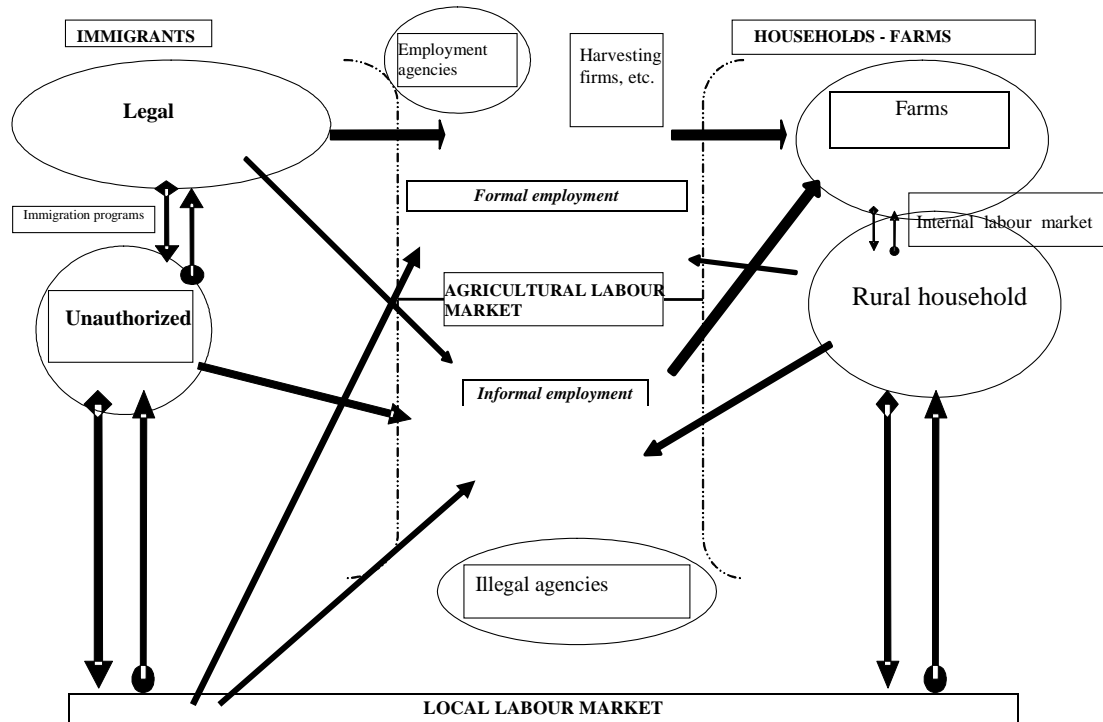 IMMIGRANTS
Employment
agencies
Harvesting
firms, etc.
HOUSEHOLDS - FARMS
Legal
Farms
Formal employment
Immigration programs
Internal labour market
AGRICULTURAL LABOUR
MARKET
Unauthorized
Rural household
Informal employment
Illegal agencies
LOCAL LABOUR MARKET